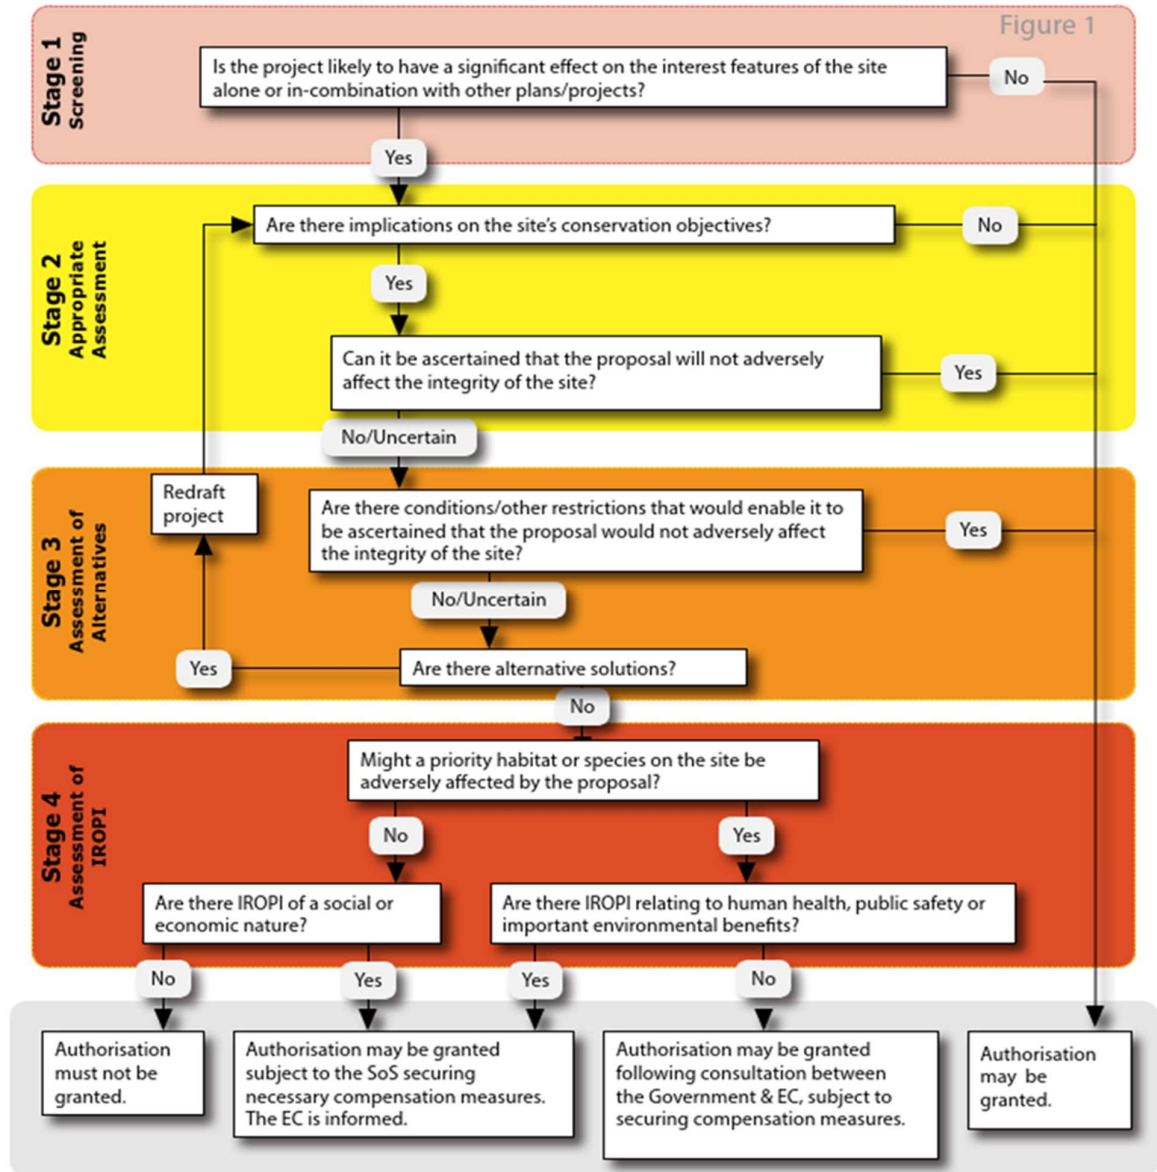 Figure 1
Stage 1
Screening
Is the project likely to have a significant effect on the interest features of the site
alone or in-combination with other plans/projects?
No
Yes
Stage 2
Appropriate
Assessment
Are there implications on the site's conservation objectives?
No
Yes
Can it be ascertained that the proposal will not adversely
affect the integrity of the site?
Yes
No/Uncertain
Stage 3
Assessment of
Alternatives
Redraft
project
Are there conditions/other restrictions that would enable it to
be ascertained that the proposal would not adversely affect
the integrity of the site?
Yes
No/Uncertain
Are there alternative solutions?
Yes
No
Stage 4
Assessment of
IROPI
Might a priority habitat or species on the site be
adversely affected by the proposal?
No
Yes
Are there IROPI of a social or
economic nature?
Are there IROPI relating to human health, public safety or
important environmental benefits?
No
Yes
Yes
No
Authorisation
must not be
granted.
Authorisation may be granted
subject to the SoS securing
necessary compensation measures.
The EC is informed.
Authorisation may be granted
following consultation between
the Government & EC, subject to
securing compensation measures.
Authorisation
may be
granted.